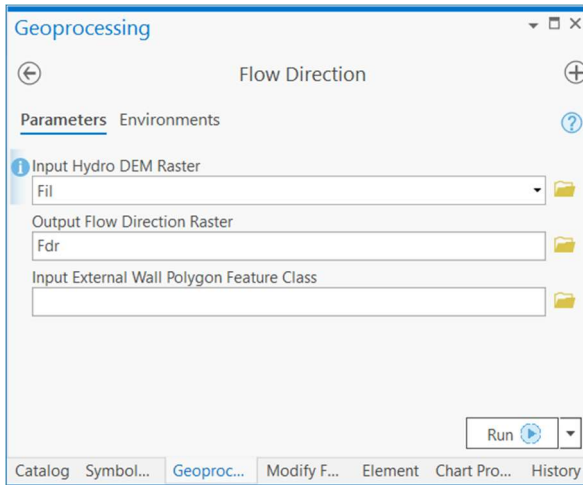 Geoprocessing
Flow Direction
Parameters Environments
Input Hydro DEM Raster
Fil
Output Flow Direction Raster
Fdr
Input External Wall Polygon Feature Class
Run
Catalog Symbol... Geoproc... Modify F... Element Chart Pro... History